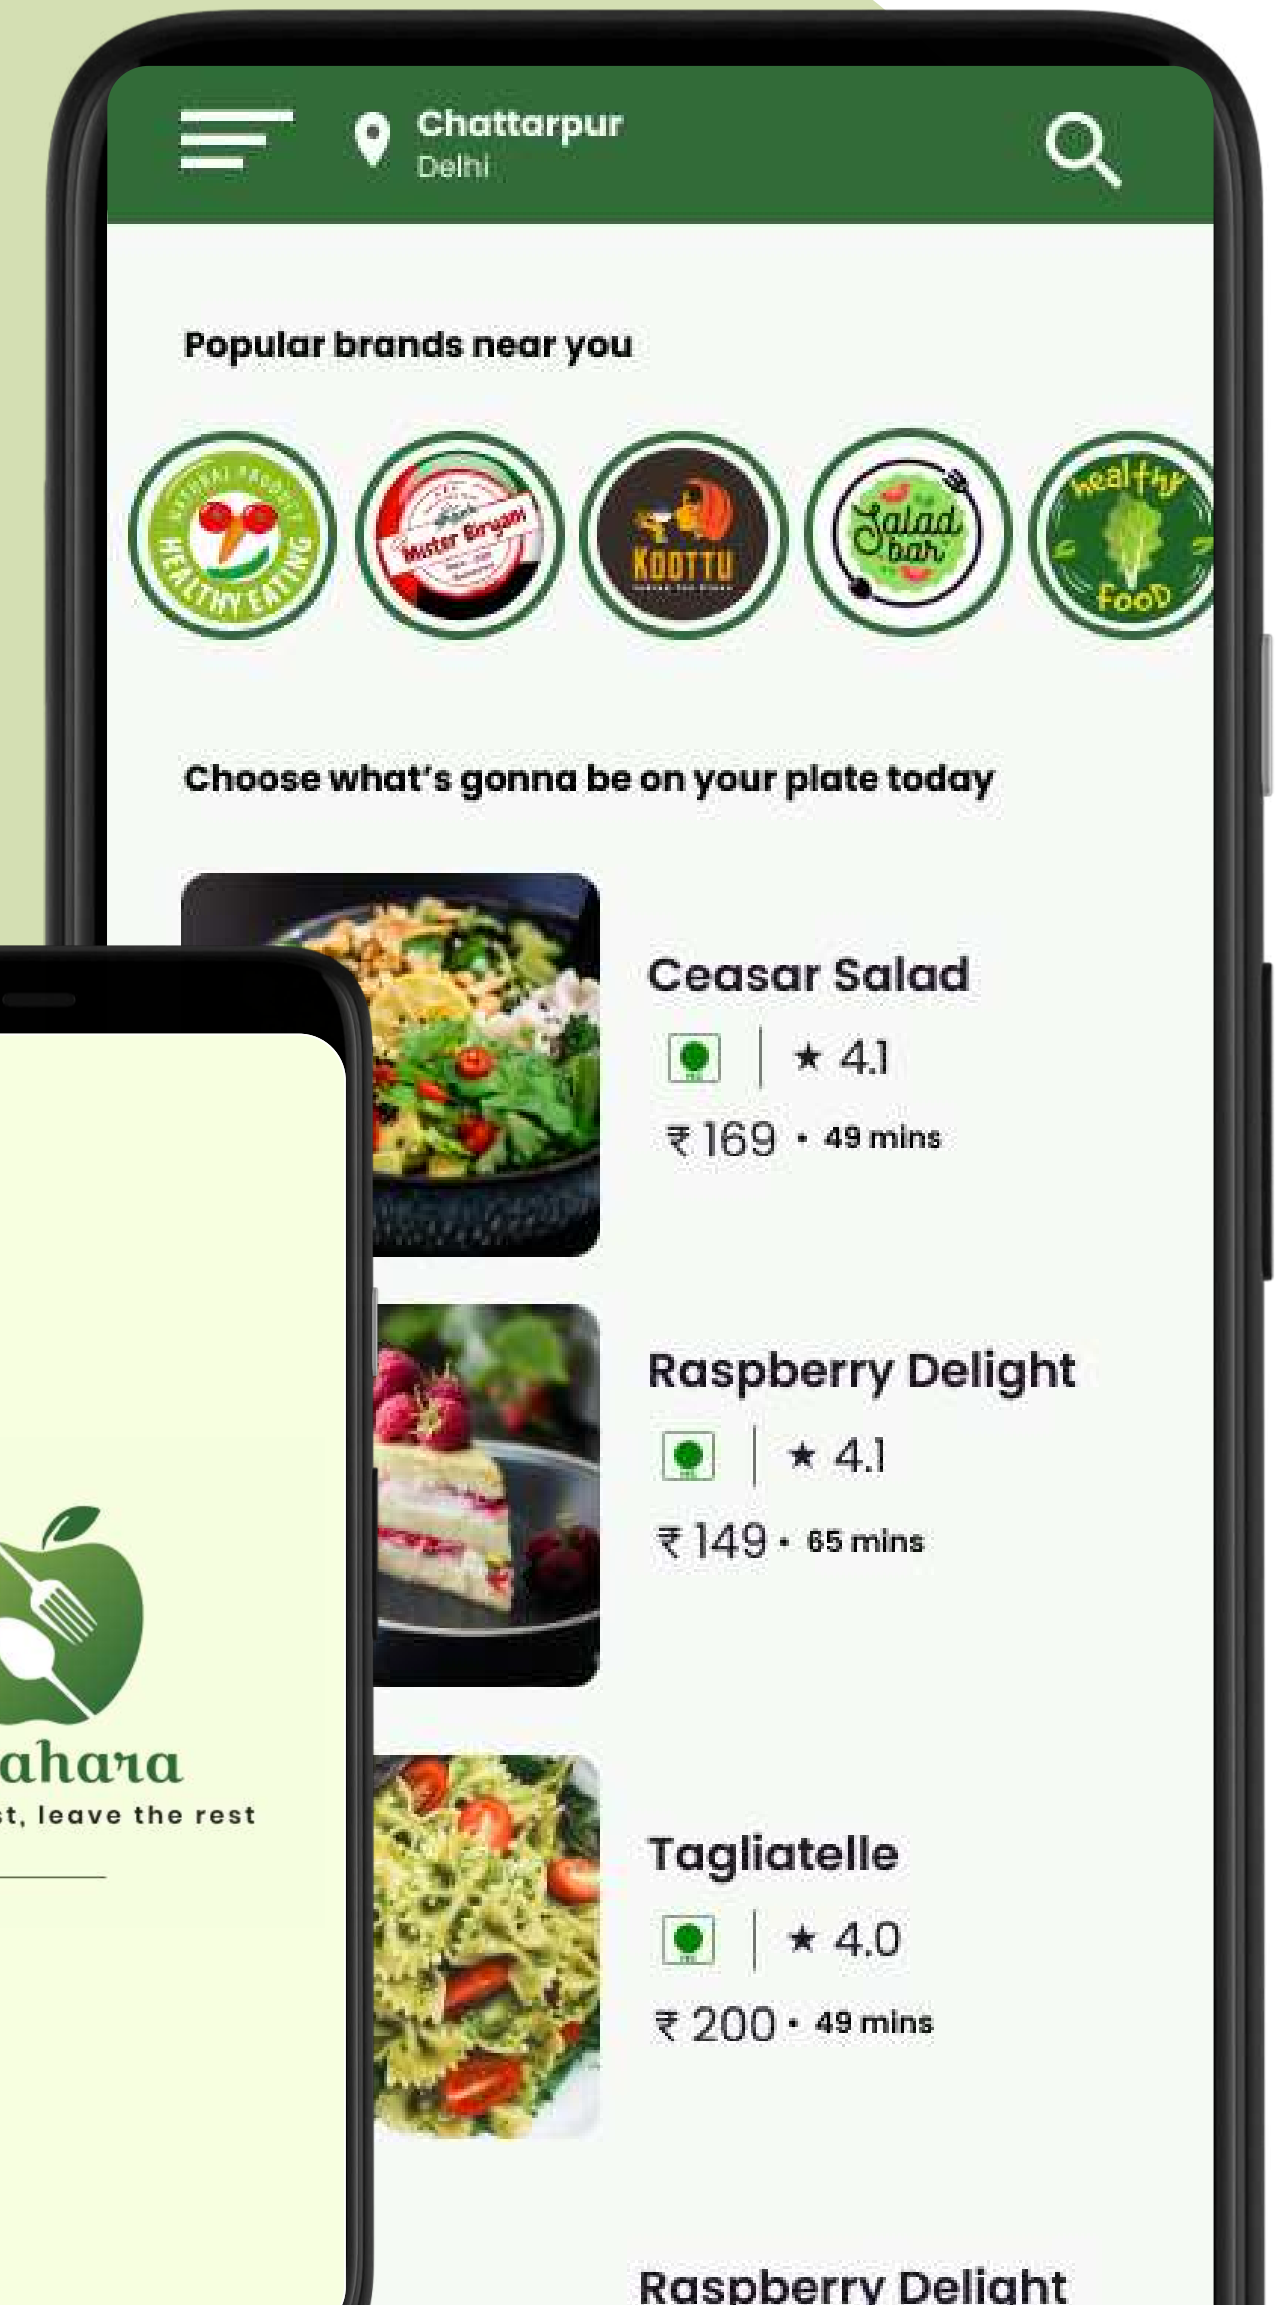 Chattarpur
Delhi
Popular brands near you
NATURAL PRODUCT
HEALTHY EATING
Mister Biryani
KOOTTU
Salad
bar
healthy
FOOD
Choose what's gonna be on your plate today
Ceasar Salad
★ 4.1
₹ 169 • 49 mins
Raspberry Delight
★ 4.1
₹ 149 • 65 mins
ahara
st, leave the rest
Tagliatelle
★ 4.0
₹ 200 • 49 mins
Raspberry Delight